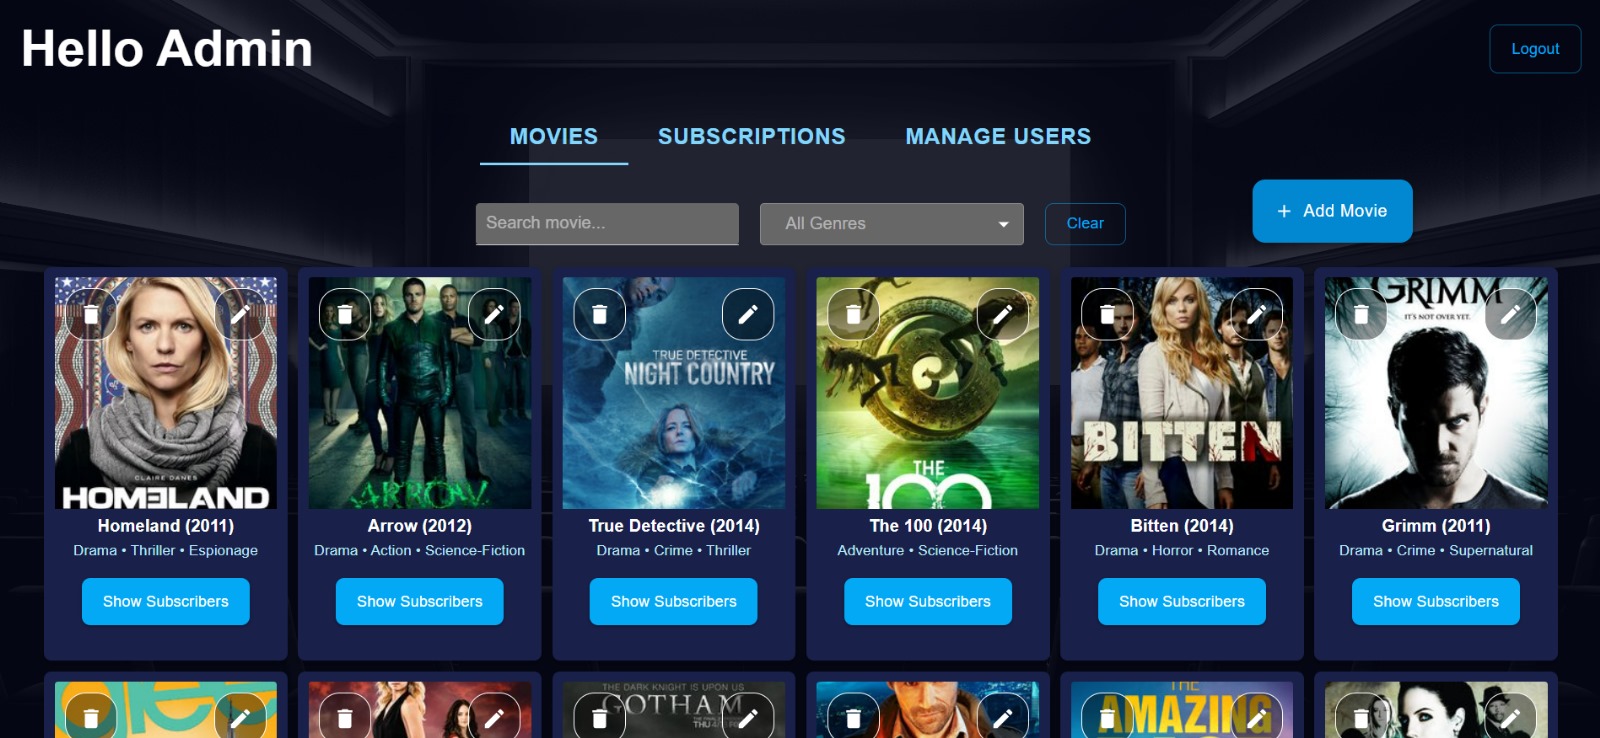 Hello Admin
Logout
MOVIES SUBSCRIPTIONS MANAGE USERS
Search movie... All Genres Clear + Add Movie
CLAIRE DANES
HOMELAND
ARROW
TRUE DETECTIVE
NIGHT COUNTRY
THE
100
BITTEN
GRIMM
IT'S NOT OVER YET.
Homeland (2011)
Drama • Thriller • Espionage
Show Subscribers
Arrow (2012)
Drama • Action • Science-Fiction
Show Subscribers
True Detective (2014)
Drama • Crime • Thriller
Show Subscribers
The 100 (2014)
Adventure • Science-Fiction
Show Subscribers
Bitten (2014)
Drama • Horror • Romance
Show Subscribers
Grimm (2011)
Drama • Crime • Supernatural
Show Subscribers
glee
THE DARK KNIGHT IS UPON US
GOTHAM
THE
AMAZING